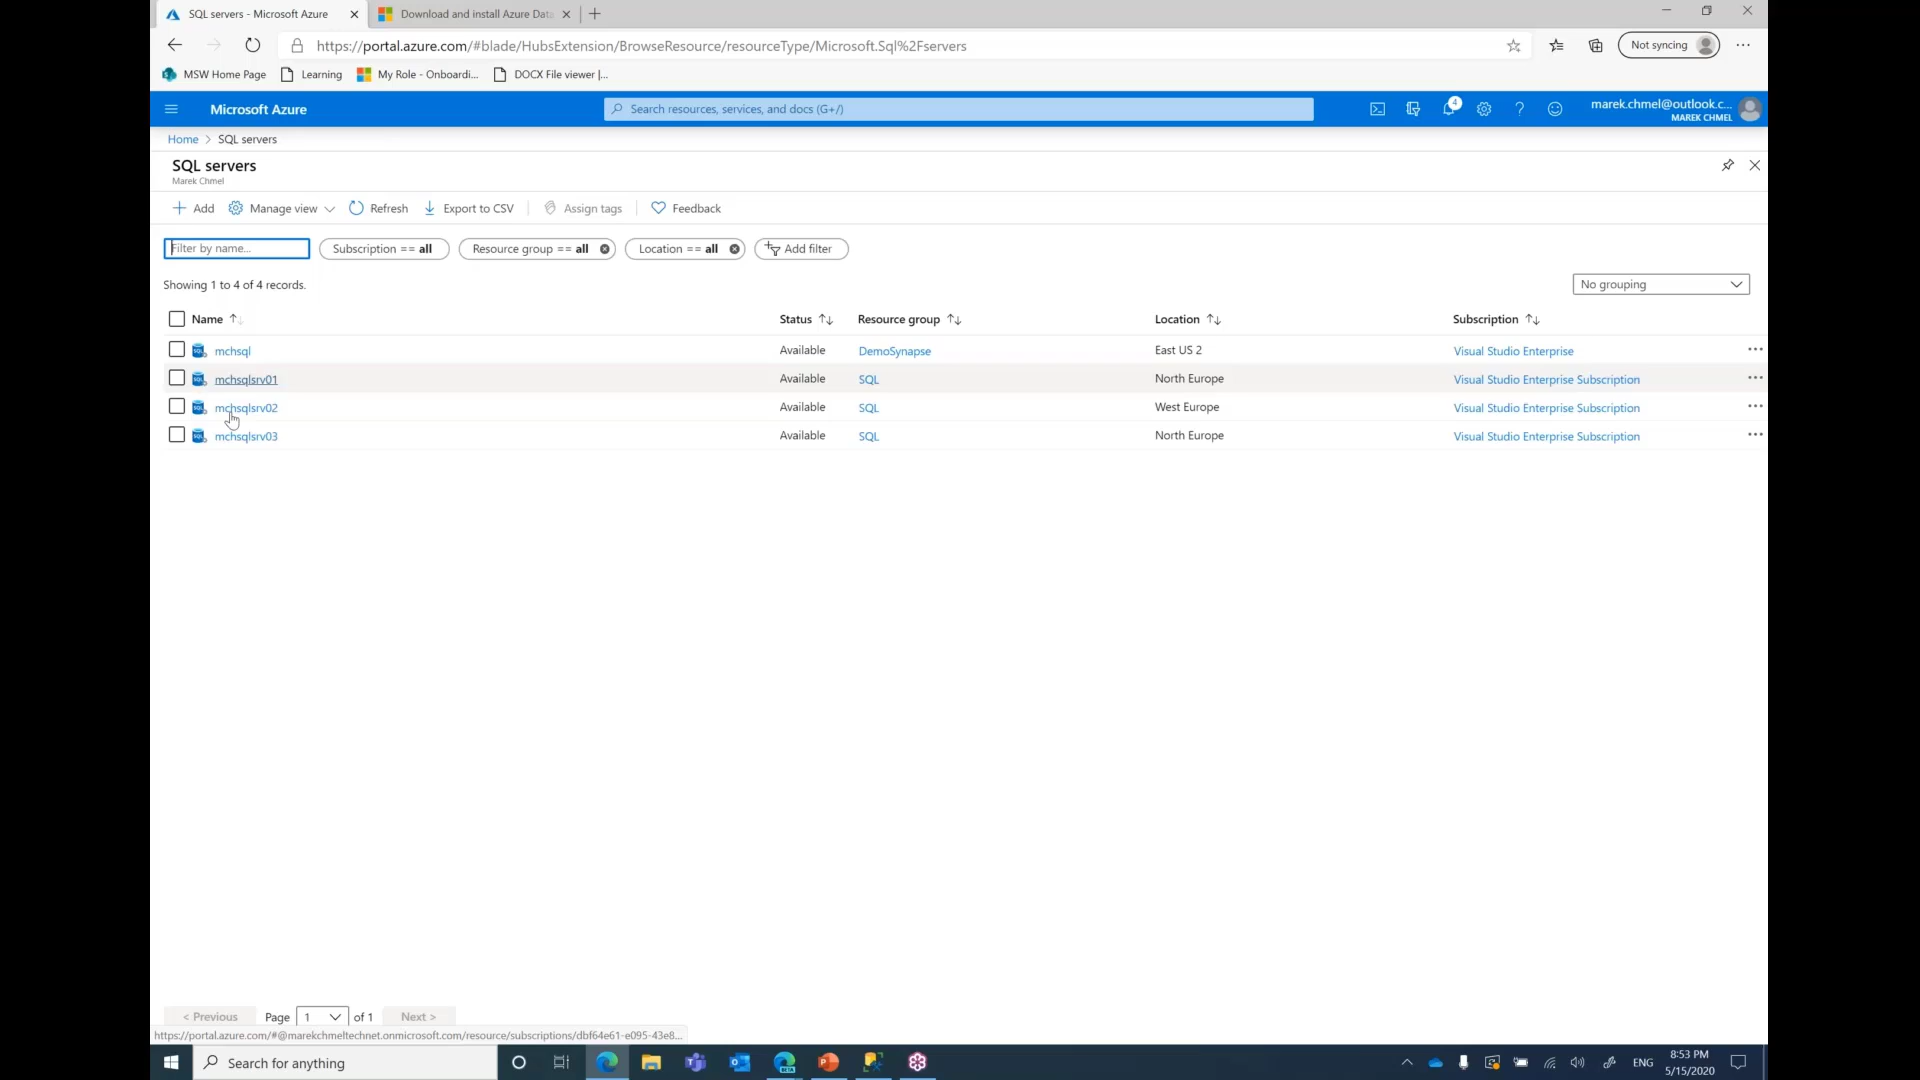 SQL servers - Microsoft Azure
Download and install Azure Data
https://portal.azure.com/#blade/HubsExtension/BrowseResource/resourceType/Microsoft.Sql%2Fservers
Not syncing
MSW Home Page
Learning
My Role - Onboardi...
DOCX File viewer |...
Microsoft Azure
Search resources, services, and docs (G+/)
4
marek.chmel@outlook.c...
MAREK CHMEL
Home > SQL servers
SQL servers
Marek Chmel
Add
Manage view
Refresh
Export to CSV
Assign tags
Feedback
Filter by name...
Subscription == all
Resource group == all
Location == all
Add filter
Showing 1 to 4 of 4 records.
No grouping
Name Status Resource group Location Subscription
mchsql Available DemoSynapse East US 2 Visual Studio Enterprise
mchsqlsrv01 Available SQL North Europe Visual Studio Enterprise Subscription
mchsqlsrv02 Available SQL West Europe Visual Studio Enterprise Subscription
mchsqlsrv03 Available SQL North Europe Visual Studio Enterprise Subscription
< Previous Page 1 of 1 Next >
https://portal.azure.com/#@marekchmeltechnet.onmicrosoft.com/resource/subscriptions/dbf64e61-e095-43e8...
Search for anything
ENG
8:53 PM
5/15/2020